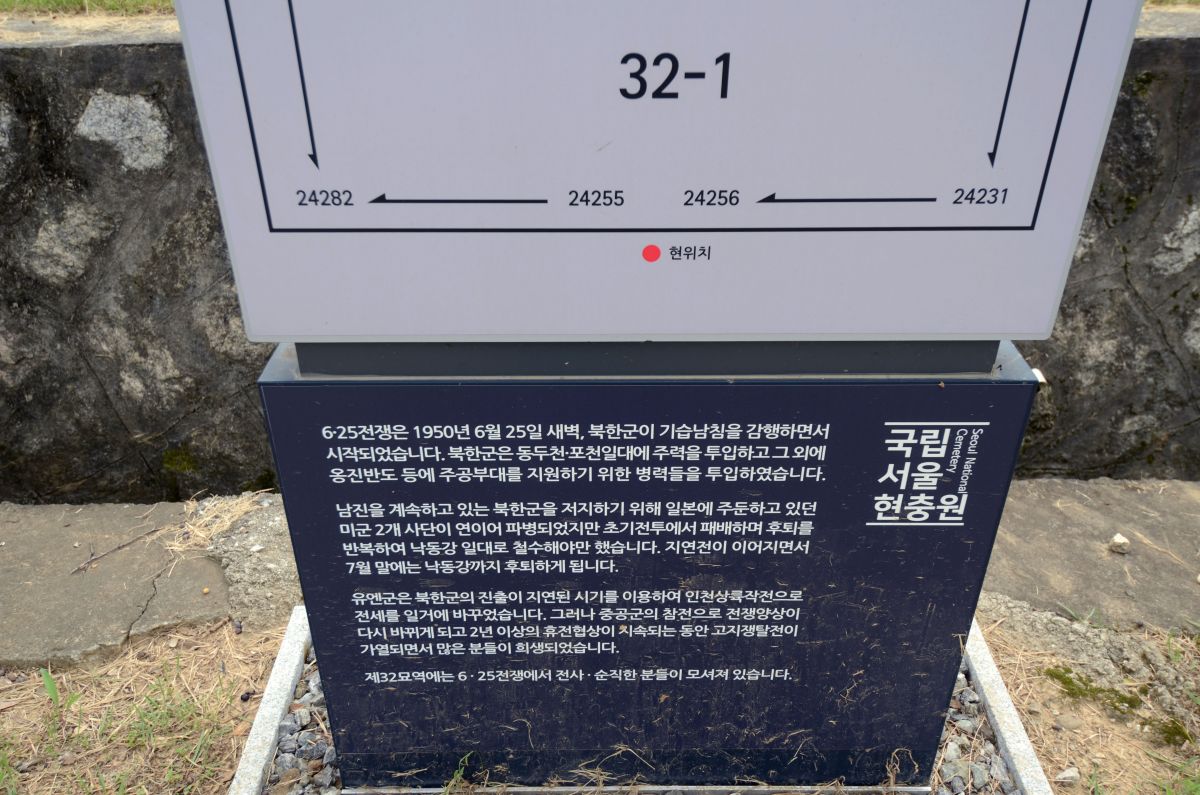 32-1
24282
24255
24256
24231
현위치
6·25전쟁은 1950년 6월 25일 새벽, 북한군이 기습남침을 감행하면서
시작되었습니다. 북한군은 동두천·포천일대에 주력을 투입하고 그 외에
옹진반도 등에 주공부대를 지원하기 위한 병력들을 투입하였습니다.
남진을 계속하고 있는 북한군을 저지하기 위해 일본에 주둔하고 있던
미군 2개 사단이 연이어 파병되었지만 초기전투에서 패배하며 후퇴를
반복하여 낙동강 일대로 철수해야만 했습니다. 지연전이 이어지면서
7월 말에는 낙동강까지 후퇴하게 됩니다.
유엔군은 북한군의 진출이 지연된 시기를 이용하여 인천상륙작전으로
전세를 일거에 바꾸었습니다. 그러나 중공군의 참전으로 전쟁양상이
다시 바뀌게 되고 2년 이상의 휴전협상이 지속되는 동안 고지쟁탈전이
가열되면서 많은 분들이 희생되었습니다.
제32묘역에는 6·25전쟁에서 전사·순직한 분들이 모셔져 있습니다.
국립
서울
현충원
Seoul National
Cemetery